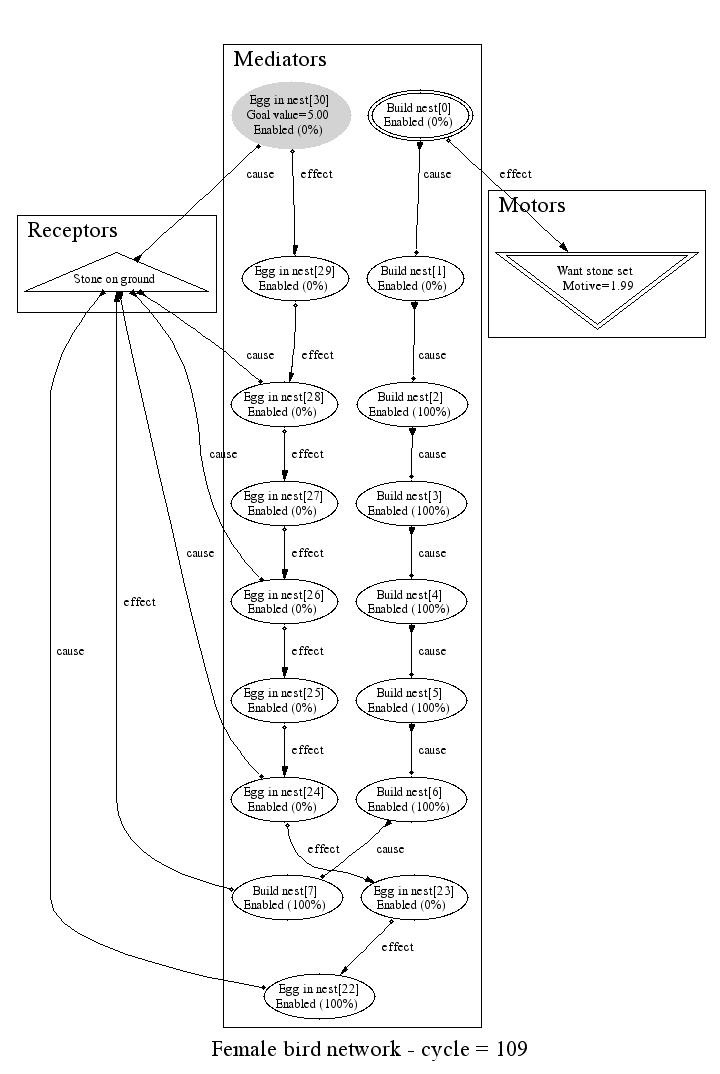 Mediators
Egg in nest[30]
Goal value=5.00
Enabled (0%)
Build nest[0]
Enabled (0%)
cause
effect
cause
effect
Motors
Receptors
Stone on ground
Egg in nest[29]
Enabled (0%)
Build nest[1]
Enabled (0%)
Want stone set
Motive=1.99
cause
effect
cause
Egg in nest[28]
Enabled (0%)
Build nest[2]
Enabled (100%)
cause
effect
cause
Egg in nest[27]
Enabled (0%)
Build nest[3]
Enabled (100%)
cause
effect
cause
Egg in nest[26]
Enabled (0%)
Build nest[4]
Enabled (100%)
effect
cause
effect
cause
Egg in nest[25]
Enabled (0%)
Build nest[5]
Enabled (100%)
effect
cause
Egg in nest[24]
Enabled (0%)
Build nest[6]
Enabled (100%)
effect
cause
Build nest[7]
Enabled (100%)
Egg in nest[23]
Enabled (0%)
effect
Egg in nest[22]
Enabled (100%)
Female bird network - cycle = 109